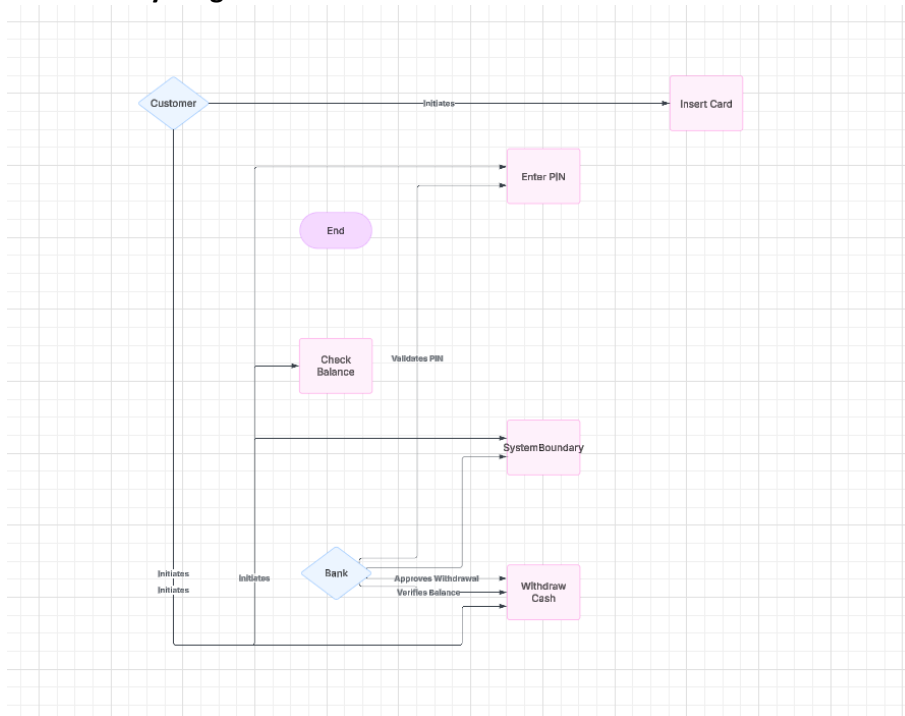 Customer
Initiates
Insert Card
Enter PIN
End
Check
Balance
Validates PIN
SystemBoundary
Initiates
Initiates
Initiates
Bank
Approves Withdrawal
Verifies Balance
Withdraw
Cash